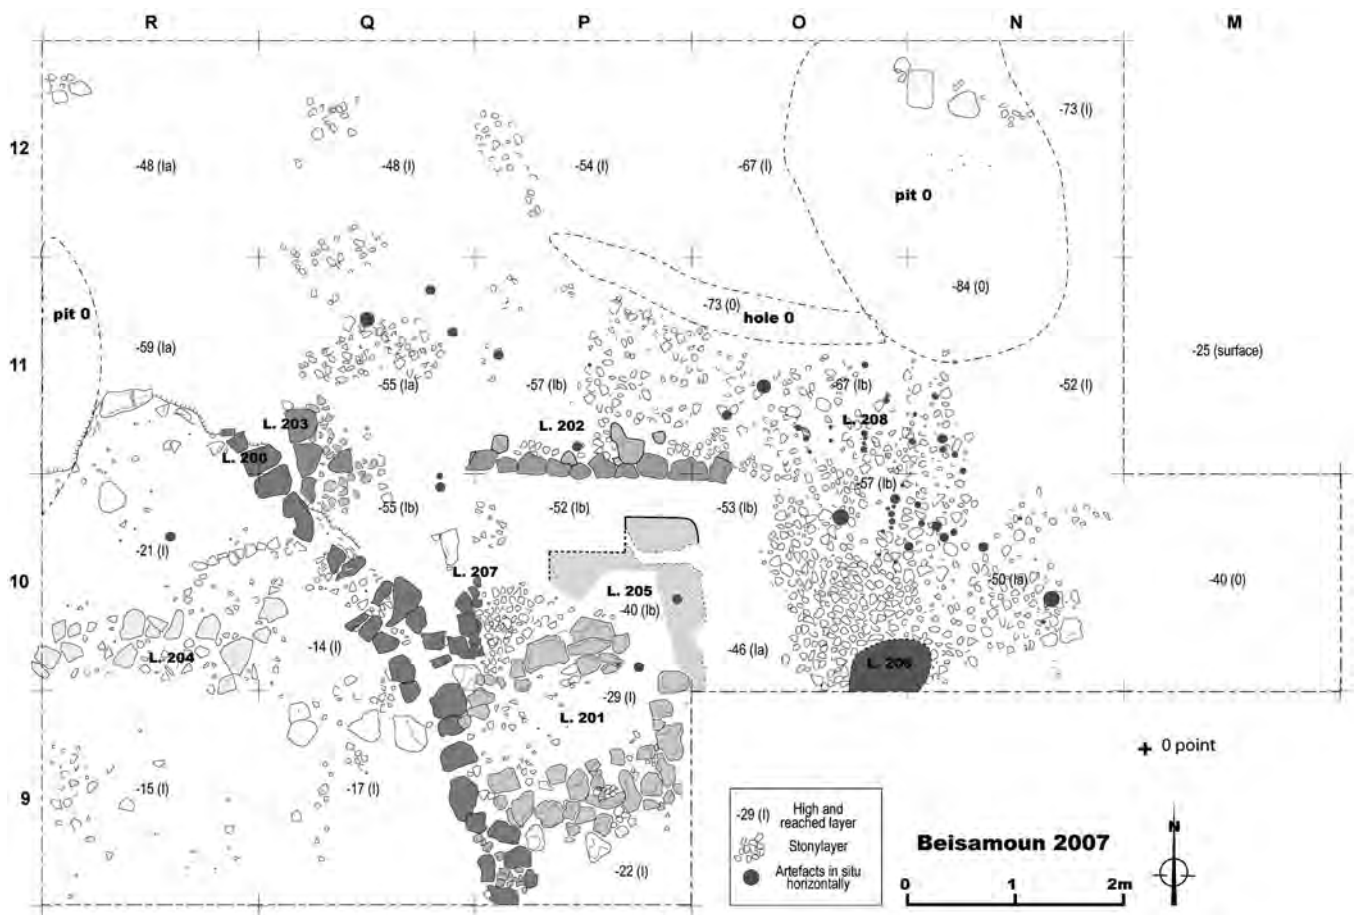 R Q P O N M
12
-48 (Ia) -48 (I) -54 (I) -67 (I) -73 (I)
pit 0
-84 (0)
pit 0
-73 (0)
hole 0
11
-59 (Ia) -55 (Ia) -57 (Ib) -67 (Ib) -52 (I) -25 (surface)
L. 203 L. 202 L. 208
L. 200
-55 (Ib) -52 (Ib) -53 (Ib) -57 (Ib)
-21 (I)
10
L. 207 L. 205 -50 (Ia) -40 (0)
-40 (Ib)
-14 (I) -46 (Ia)
L. 204 L. 206
-29 (I)
L. 201
0 point
9
-15 (I) -17 (I)
-22 (I)
-29 (I) High and
reached layer
Stonylayer
Artefacts in situ
horizontally
Beisamoun 2007
0 1 2m
N